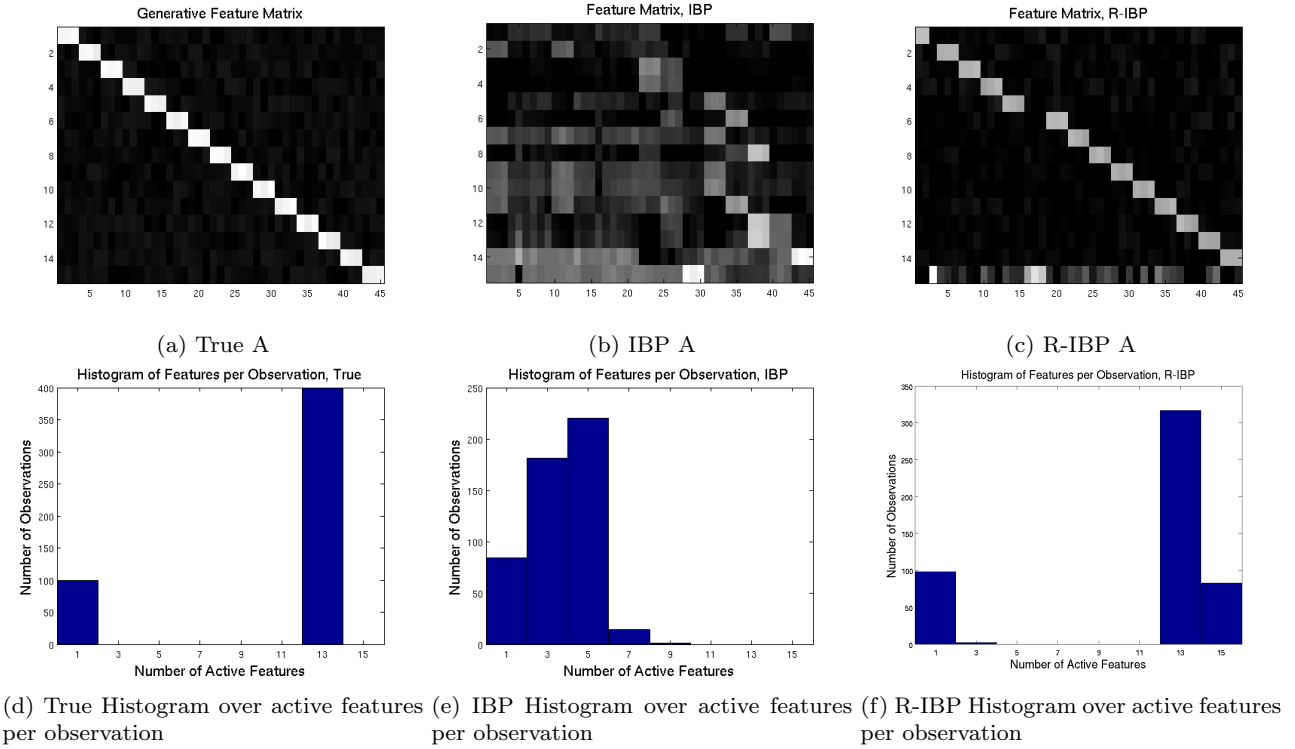 Generative Feature Matrix
2
4
6
8
10
12
14
5 10 15 20 25 30 35 40 45
(a) True A
Feature Matrix, IBP
2
4
6
8
10
12
14
5 10 15 20 25 30 35 40 45
(b) IBP A
Feature Matrix, R-IBP
2
4
6
8
10
12
14
5 10 15 20 25 30 35 40 45
(c) R-IBP A
Histogram of Features per Observation, True
Number of Observations
400
350
300
250
200
150
100
50
0
1 3 5 7 9 11 13 15
Number of Active Features
(d) True Histogram over active features
per observation
Histogram of Features per Observation, IBP
Number of Observations
250
200
150
100
50
0
1 3 5 7 9 11 13 15
Number of Active Features
(e) IBP Histogram over active features
per observation
Histogram of Features per Observation, R-IBP
Number of Observations
350
300
250
200
150
100
50
0
1 3 5 7 9 11 13 15
Number of Active Features
(f) R-IBP Histogram over active features
per observation